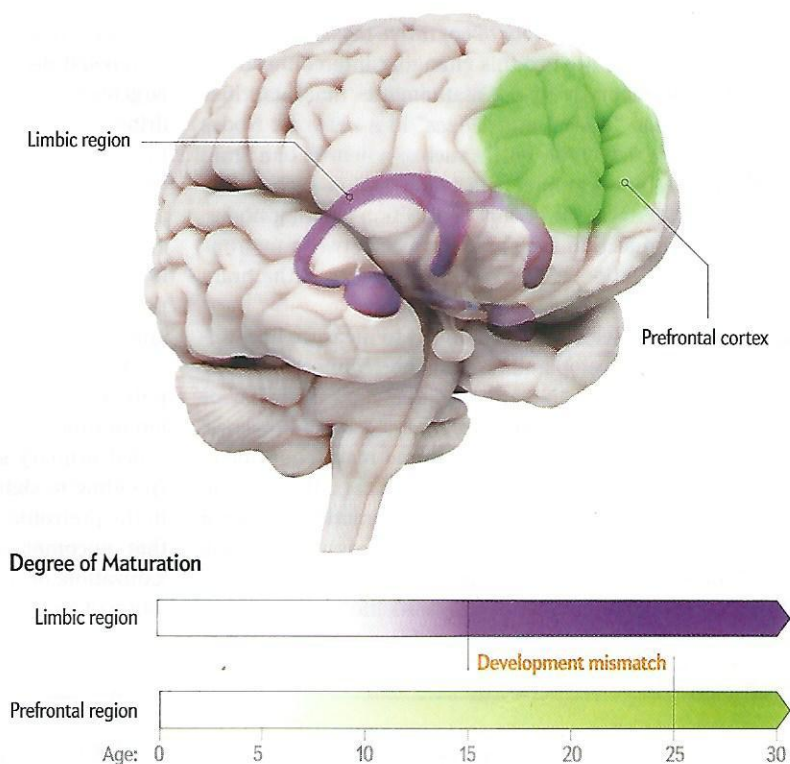 Limbic region
Prefrontal cortex
Degree of Maturation
Limbic region
Development mismatch
Prefrontal region
Age: 0 5 10 15 20 25 30